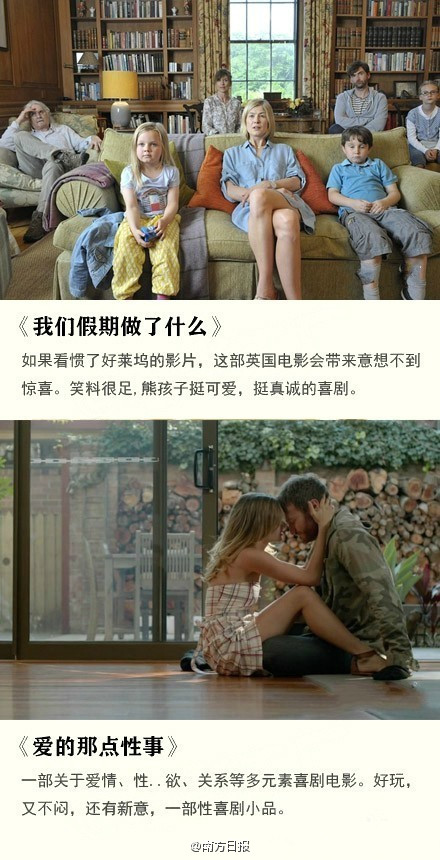 《我们假期做了什么》
如果看惯了好莱坞的影片，这部英国电影会带来意想不到
惊喜。笑料很足,熊孩子挺可爱，挺真诚的喜剧。
《爱的那点性事》
一部关于爱情、性..欲、关系等多元素喜剧电影。好玩，
又不闷，还有新意，一部性喜剧小品。
@南方日报